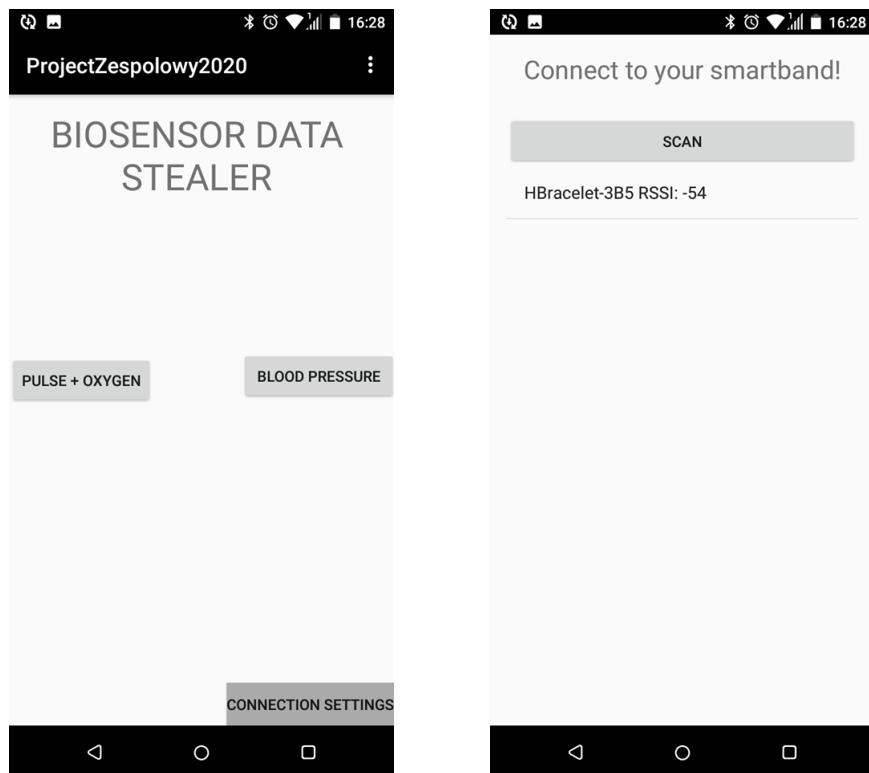 16:28
ProjectZespolowy2020
BIOSENSOR DATA
STEALER
PULSE + OXYGEN
BLOOD PRESSURE
CONNECTION SETTINGS
16:28
Connect to your smartband!
SCAN
HBracelet-3B5 RSSI: -54